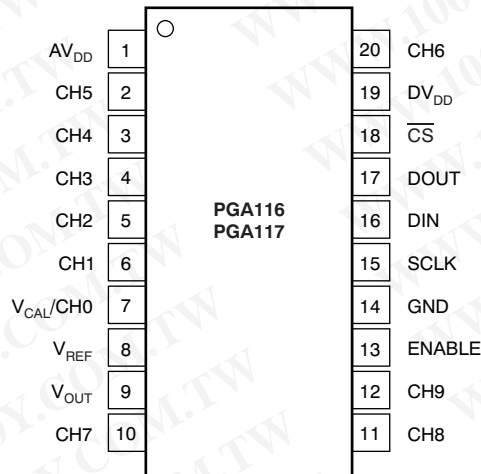 AVDD 1 20 CH6
CH5 2 19 DVDD
CH4 3 18 CS
CH3 4 17 DOUT
PGA116
CH2 5 16 DIN
PGA117
CH1 6 15 SCLK
VCAL/CH0 7 14 GND
VREF 8 13 ENABLE
VOUT 9 12 CH9
CH7 10 11 CH8